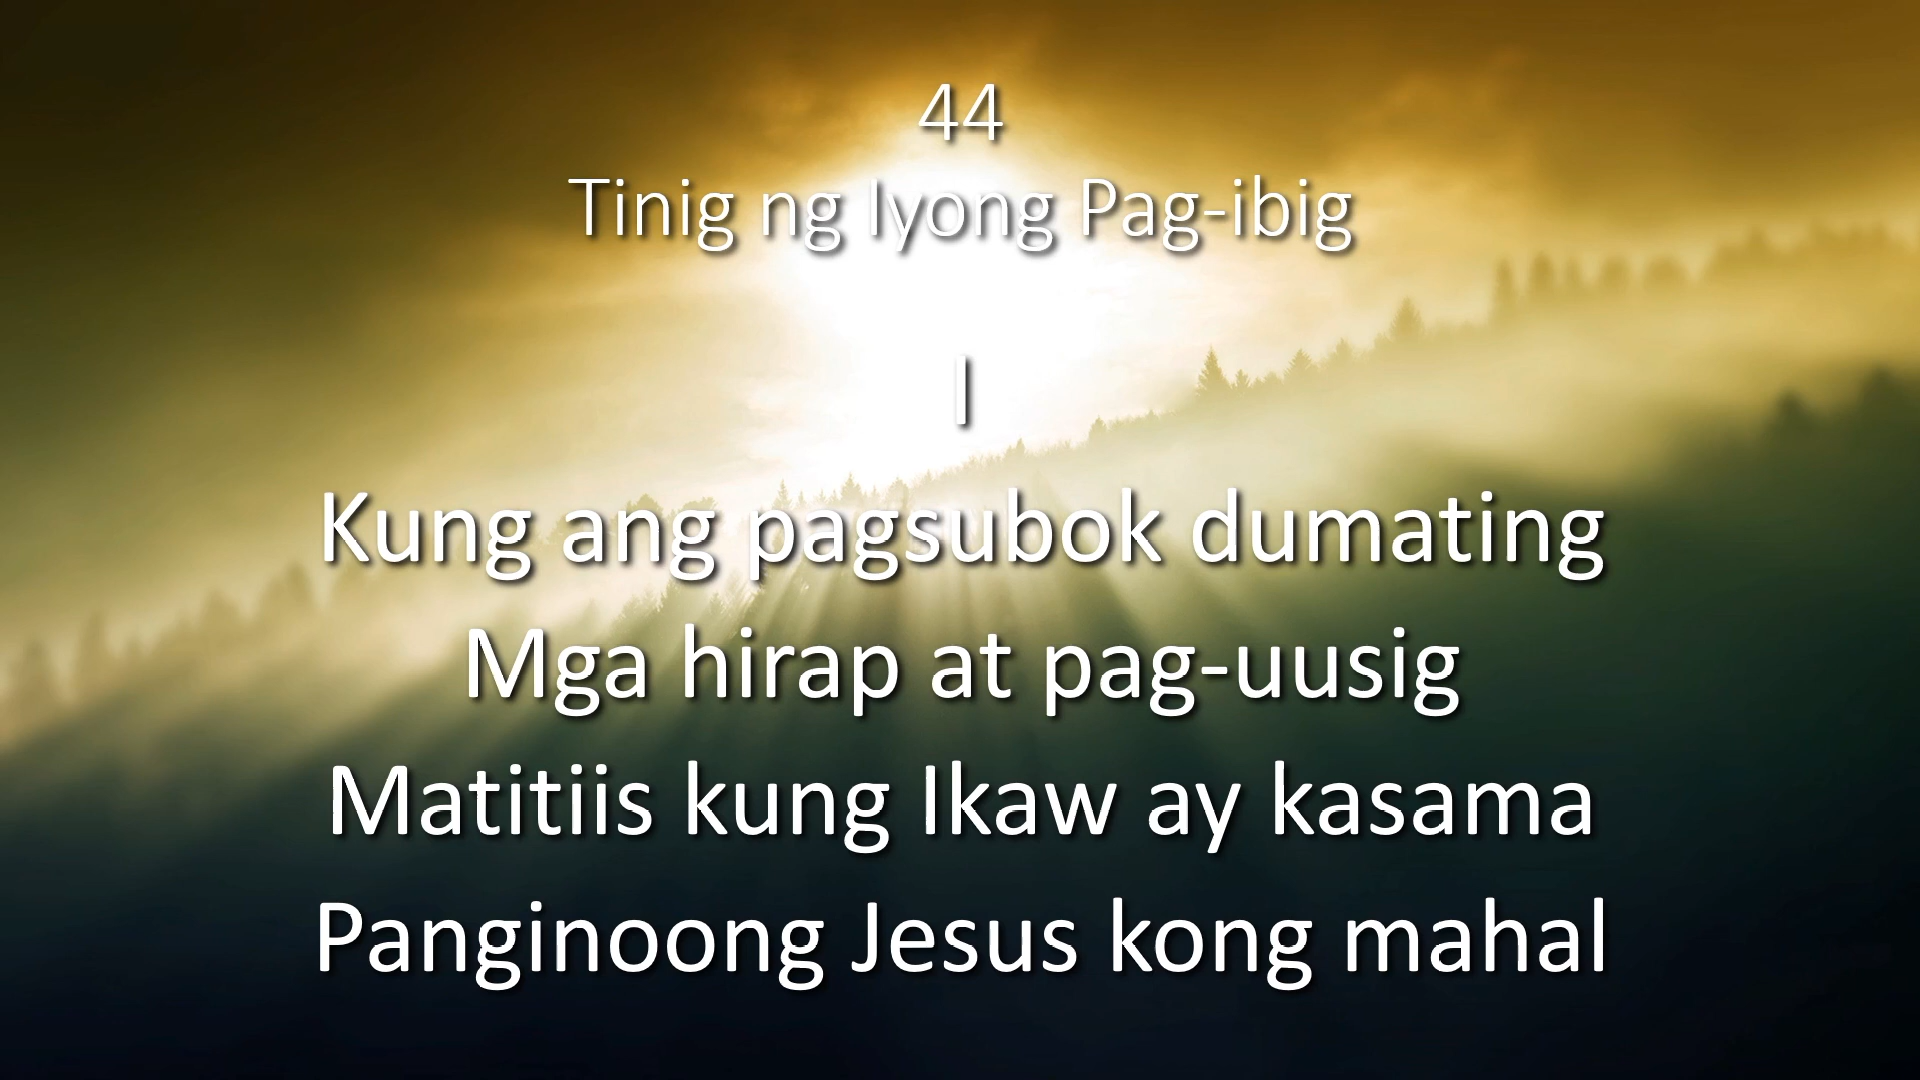 44
Tinig ng Iyong Pag-ibig
I
Kung ang pagsubok dumating
Mga hirap at pag-uusig
Matitiis kung Ikaw ay kasama
Panginoong Jesus kong mahal